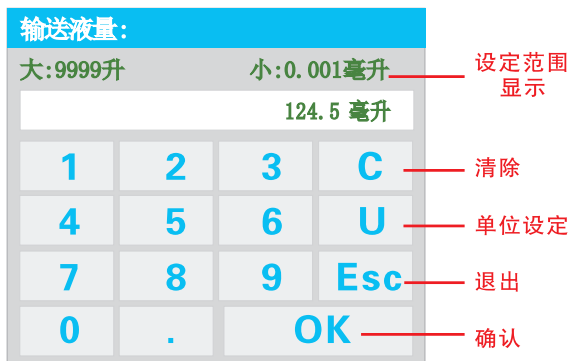 输送液量:
大:9999升 小:0.001毫升
设定范围
显示
124.5 毫升
1 2 3 C
清除
4 5 6 U
单位设定
7 8 9 Esc
退出
0 . OK
确认